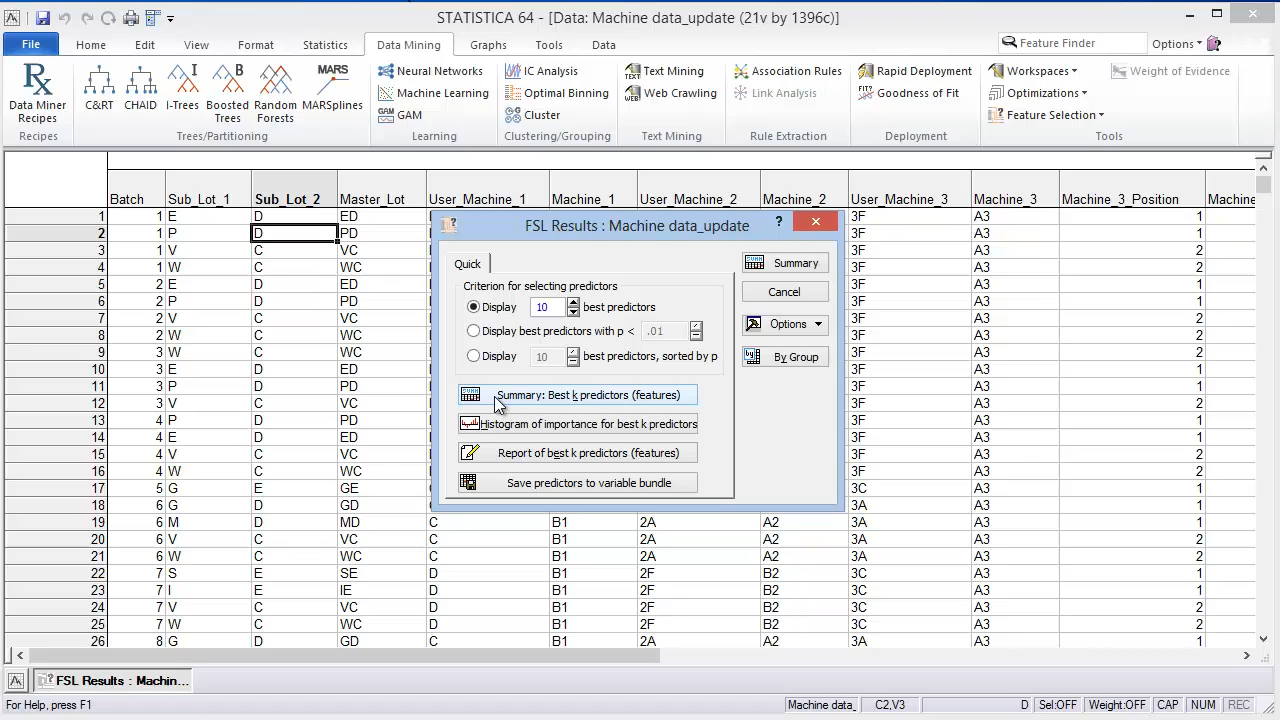 STATISTICA 64 - [Data: Machine data_update (21v by 1396c)]
File Home Edit View Format Statistics Data Mining Graphs Tools Data Feature Finder Options
Data Miner Recipes
C&RT CHAID I-Trees Boosted Trees Random Forests MARS MARSplines
Neural Networks IC Analysis Text Mining Association Rules Rapid Deployment Workspaces Weight of Evidence
Machine Learning Optimal Binning Web Crawling Link Analysis Goodness of Fit Optimizations
GAM GAM Cluster Feature Selection
Recipes Trees/Partitioning Learning Clustering/Grouping Text Mining Rule Extraction Deployment Tools
Batch Sub_Lot_1 Sub_Lot_2 Master_Lot User_Machine_1 Machine_1 User_Machine_2 Machine_2 User_Machine_3 Machine_3 Machine_3_Position Machine
1 1 E D ED 3F A3 1
2 1 P D PD 3F A3 1
3 1 V C VC 3F A3 2
4 1 W C WC 3F A3 2
5 2 E D ED 3F A3 1
6 2 P D PD 3F A3 1
7 2 V C VC 3F A3 2
8 2 W C WC 3F A3 2
9 3 W C WC 3F A3 2
10 3 E D ED 3F A3 1
11 3 P D PD 3F A3 1
12 3 V C VC 3F A3 2
13 4 P D PD 3F A3 1
14 4 E D ED 3F A3 1
15 4 V C VC 3F A3 2
16 4 W C WC 3F A3 2
17 5 G E GE 3C A3 1
18 6 G D GD 3A A3 1
19 6 M D MD C B1 2A A2 3A A3 1
20 6 V C VC C B1 2A A2 3A A3 2
21 6 W C WC C B1 2A A2 3A A3 2
22 7 S E SE D B1 2F B2 3C A3 1
23 7 I E IE D B1 2F B2 3C A3 1
24 7 V C VC D B1 2F B2 3C A3 2
25 7 W C WC D B1 2F B2 3C A3 2
26 8 G D GD B1 2A A2 3A A3 1
FSL Results : Machine data_update
Quick
Criterion for selecting predictors
Display 10 best predictors
Display best predictors with p < .01
Display 10 best predictors, sorted by p
Summary: Best k predictors (features)
Histogram of importance for best k predictors
Report of best k predictors (features)
Save predictors to variable bundle
Summary
Cancel
Options
By Group
FSL Results : Machin...
For Help, press F1 Machine data_ C2,V3 D Sel:OFF Weight:OFF CAP NUM REC